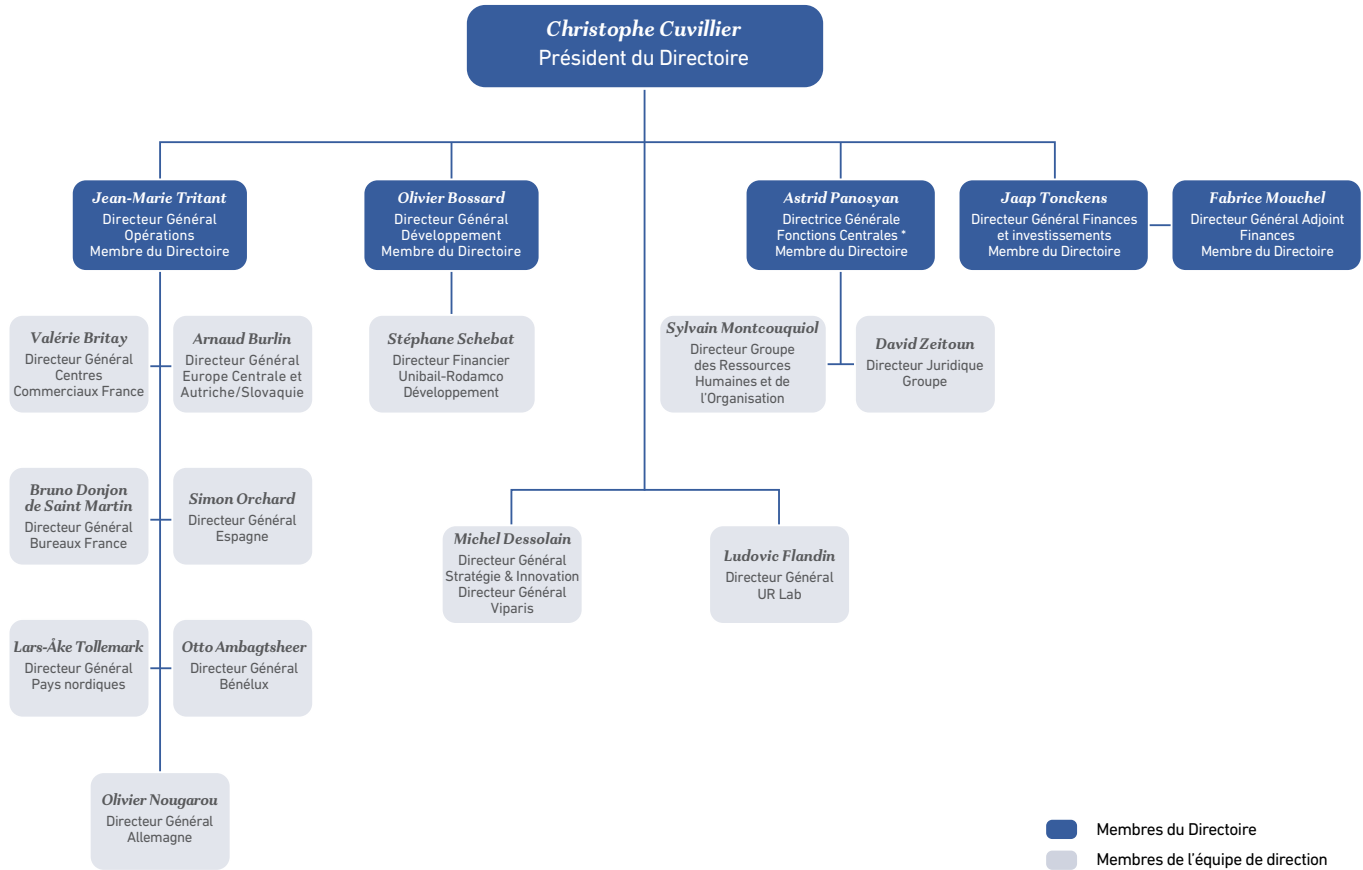 Christophe Cuvillier
Président du Directoire
Jean-Marie Tritant
Directeur Général
Opérations
Membre du Directoire
Olivier Bossard
Directeur Général
Développement
Membre du Directoire
Astrid Panosyan
Directrice Générale
Fonctions Centrales *
Membre du Directoire
Jaap Tonckens
Directeur Général Finances
et investissements
Membre du Directoire
Fabrice Mouchel
Directeur Général Adjoint
Finances
Membre du Directoire
Valérie Britay
Directeur Général
Centres
Commerciaux France
Arnaud Burlin
Directeur Général
Europe Centrale et
Autriche/Slovaquie
Stéphane Schebat
Directeur Financier
Unibail-Rodamco
Développement
Sylvain Montcouquiol
Directeur Groupe
des Ressources
Humaines et de
l'Organisation
David Zeitoun
Directeur Juridique
Groupe
Bruno Donjon
de Saint Martin
Directeur Général
Bureaux France
Simon Orchard
Directeur Général
Espagne
Michel Dessolain
Directeur Général
Stratégie & Innovation
Directeur Général
Viparis
Ludovic Flandin
Directeur Général
UR Lab
Lars-Åke Tollemark
Directeur Général
Pays nordiques
Otto Ambagtsheer
Directeur Général
Bénélux
Olivier Nougarou
Directeur Général
Allemagne
Membres du Directoire
Membres de l'équipe de direction